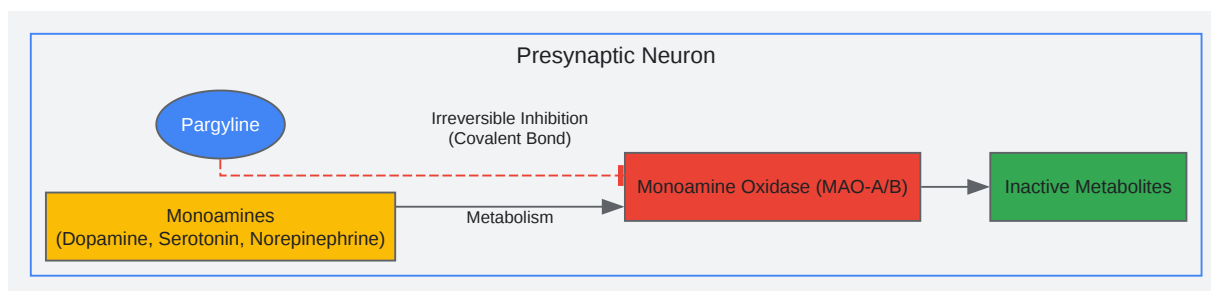 Presynaptic Neuron
Pargyline
Irreversible Inhibition
(Covalent Bond)
Monoamine Oxidase (MAO-A/B)
Inactive Metabolites
Monoamines
(Dopamine, Serotonin, Norepinephrine)
Metabolism